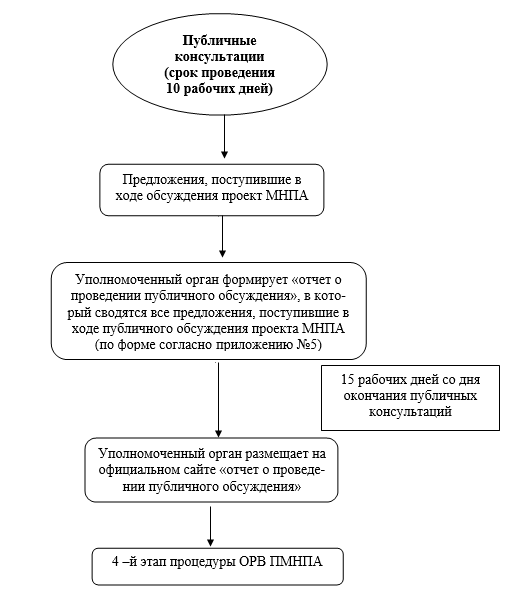 Публичные
консультации
(срок проведения
10 рабочих дней)
Предложения, поступившие в
ходе обсуждения проект МНПА
Уполномоченный орган формирует «отчет о
проведении публичного обсуждения», в кото-
рый сводятся все предложения, поступившие в
ходе публичного обсуждения проекта МНПА
(по форме согласно приложению №5)
15 рабочих дней со дня
окончания публичных
консультаций
Уполномоченный орган размещает на
официальном сайте «отчет о проведе-
нии публичного обсуждения»
4 –й этап процедуры ОРВ ПМНПА